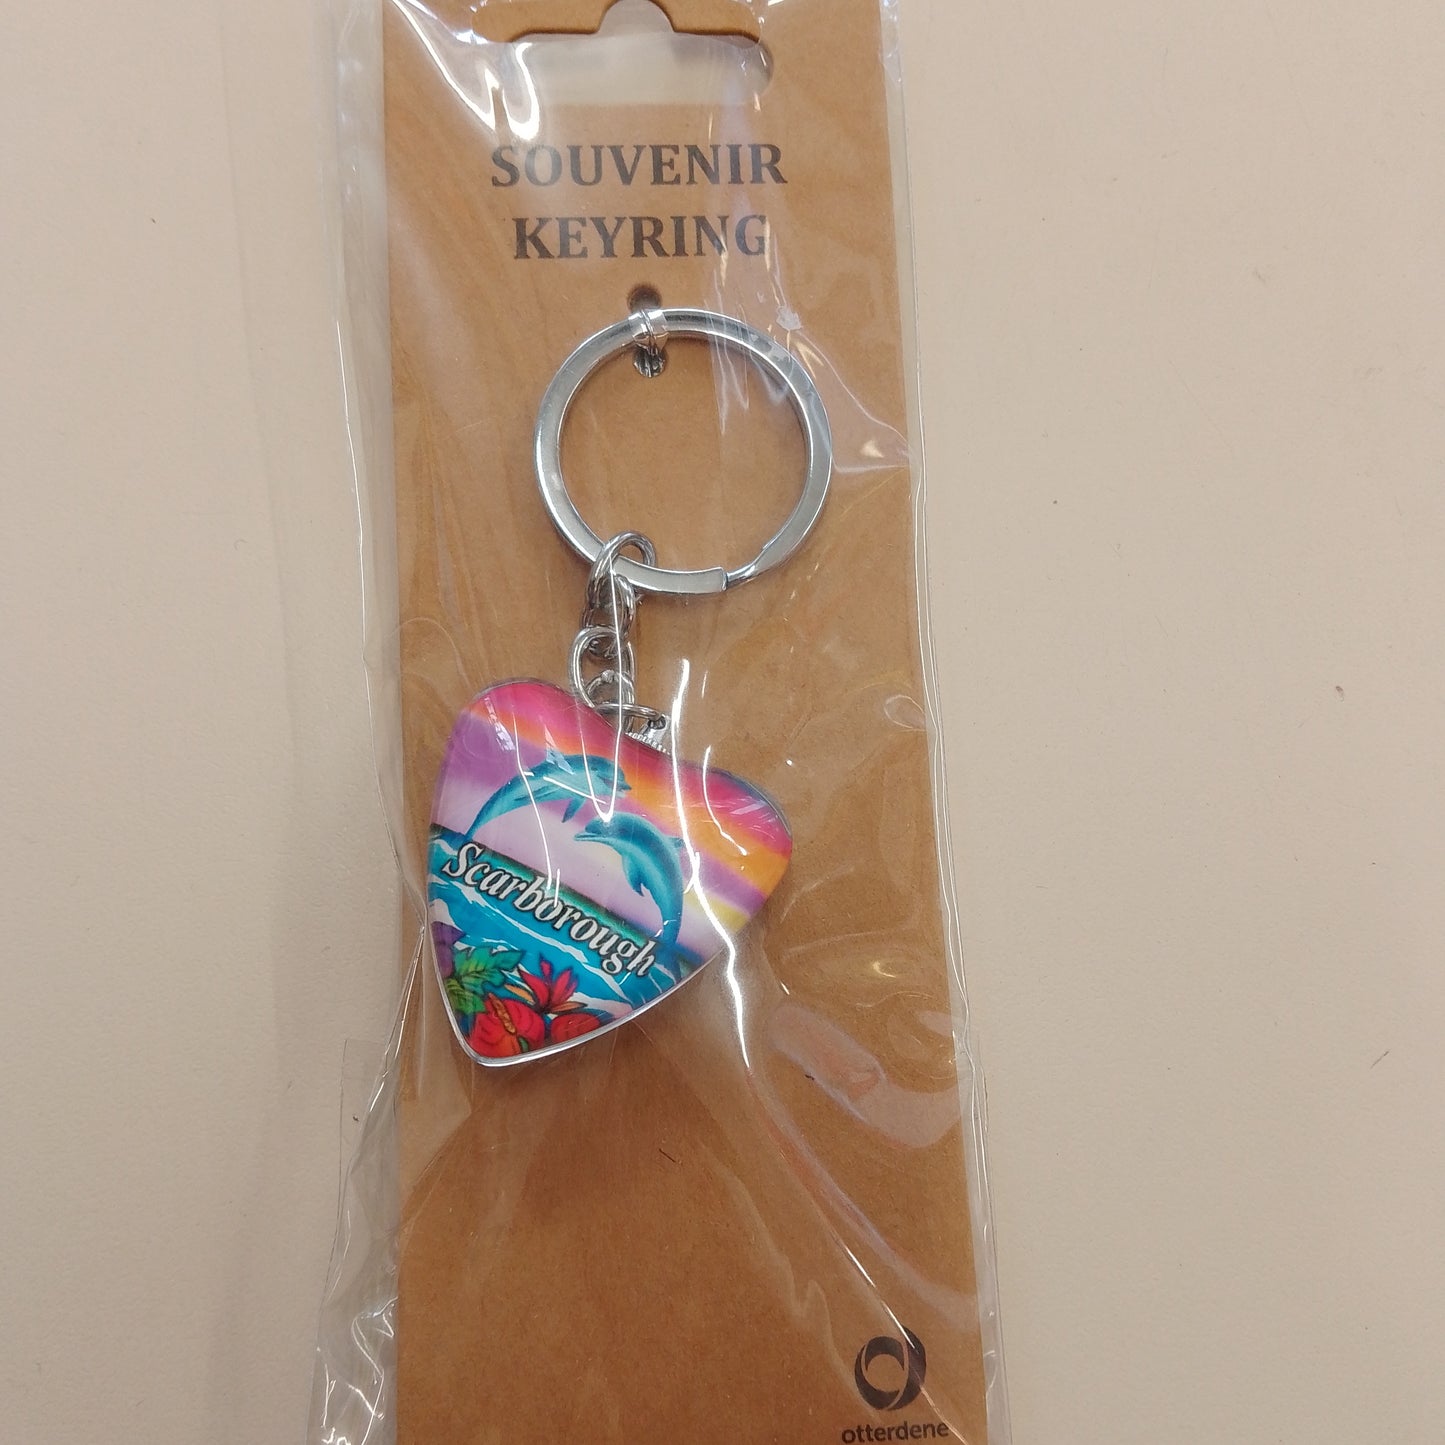 SOUVENIR
KEYRING
Scarborough
otterdene